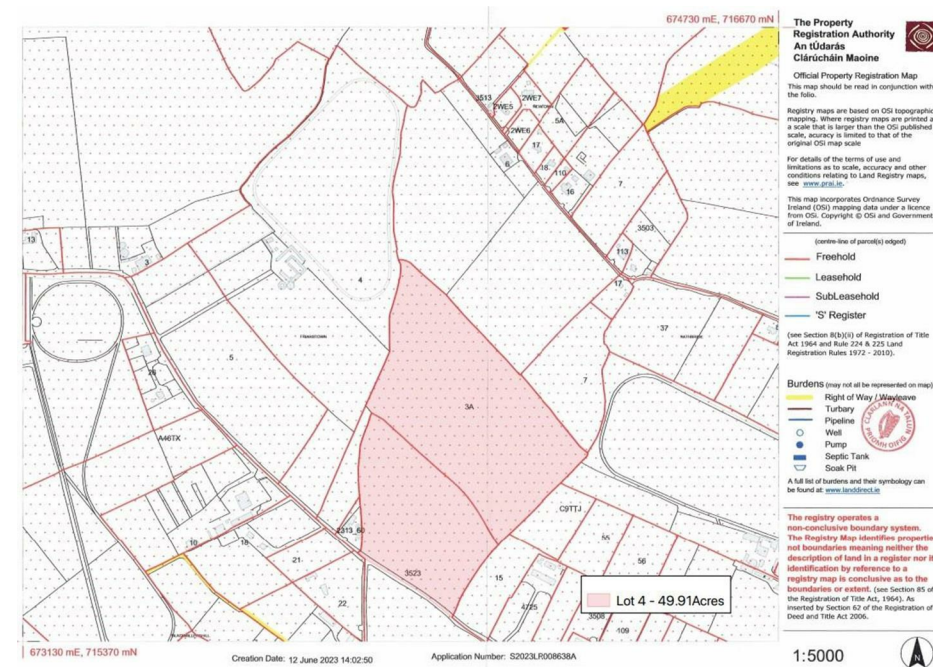 674730 mE, 716670 mN
The Property
Registration Authority
An tÚdarás
Clárúcháin Maoine
Official Property Registration Map
This map should be read in conjunction with
the folio.
Registry maps are based on OSi topographic
mapping. Where registry maps are printed a
a scale that is larger than the OSi published
scale, acuracy is limited to that of the
original OSi map scale
For details of the terms of use and
limitations as to scale, accuracy and other
conditions relating to Land Registry maps,
see www.prai.ie.
This map incorporates Ordnance Survey
Ireland (OSi) mapping data under a licence
from OSi. Copyright © OSi and Government
of Ireland.
(centre-line of parcel(s) edged)
Freehold
Leasehold
SubLeasehold
'S' Register
(see Section 8(b)(ii) of Registration of Title
Act 1964 and Rule 224 & 225 Land
Registration Rules 1972 - 2010).
Burdens (may not all be represented on map)
Right of Way / Wayleave
Turbary
Pipeline
Well
Pump
Septic Tank
Soak Pit
A full list of burdens and their symbology can
be found at: www.landdirect.ie
The registry operates a
non-conclusive boundary system.
The Registry Map identifies propertie
not boundaries meaning neither the
description of land in a register nor it
identification by reference to a
registry map is conclusive as to the
boundaries or extent. (see Section 85 of
the Registration of Title Act, 1964). As
inserted by Section 62 of the Registration of
Deed and Title Act 2006.
1:5000
N
3513
2WE5
2WE7
5A
2WE6
17
18
110
16
6
7
3503
113
17
13
3
4
5
37
7
28
3A
A46TX
C9TTJ
10
18
2313_60
21
55
56
3523
15
22
4725
3508
109
Lot 4 - 49.91Acres
673130 mE, 715370 mN
Creation Date: 12 June 2023 14:02:50
Application Number: S2023LR008638A